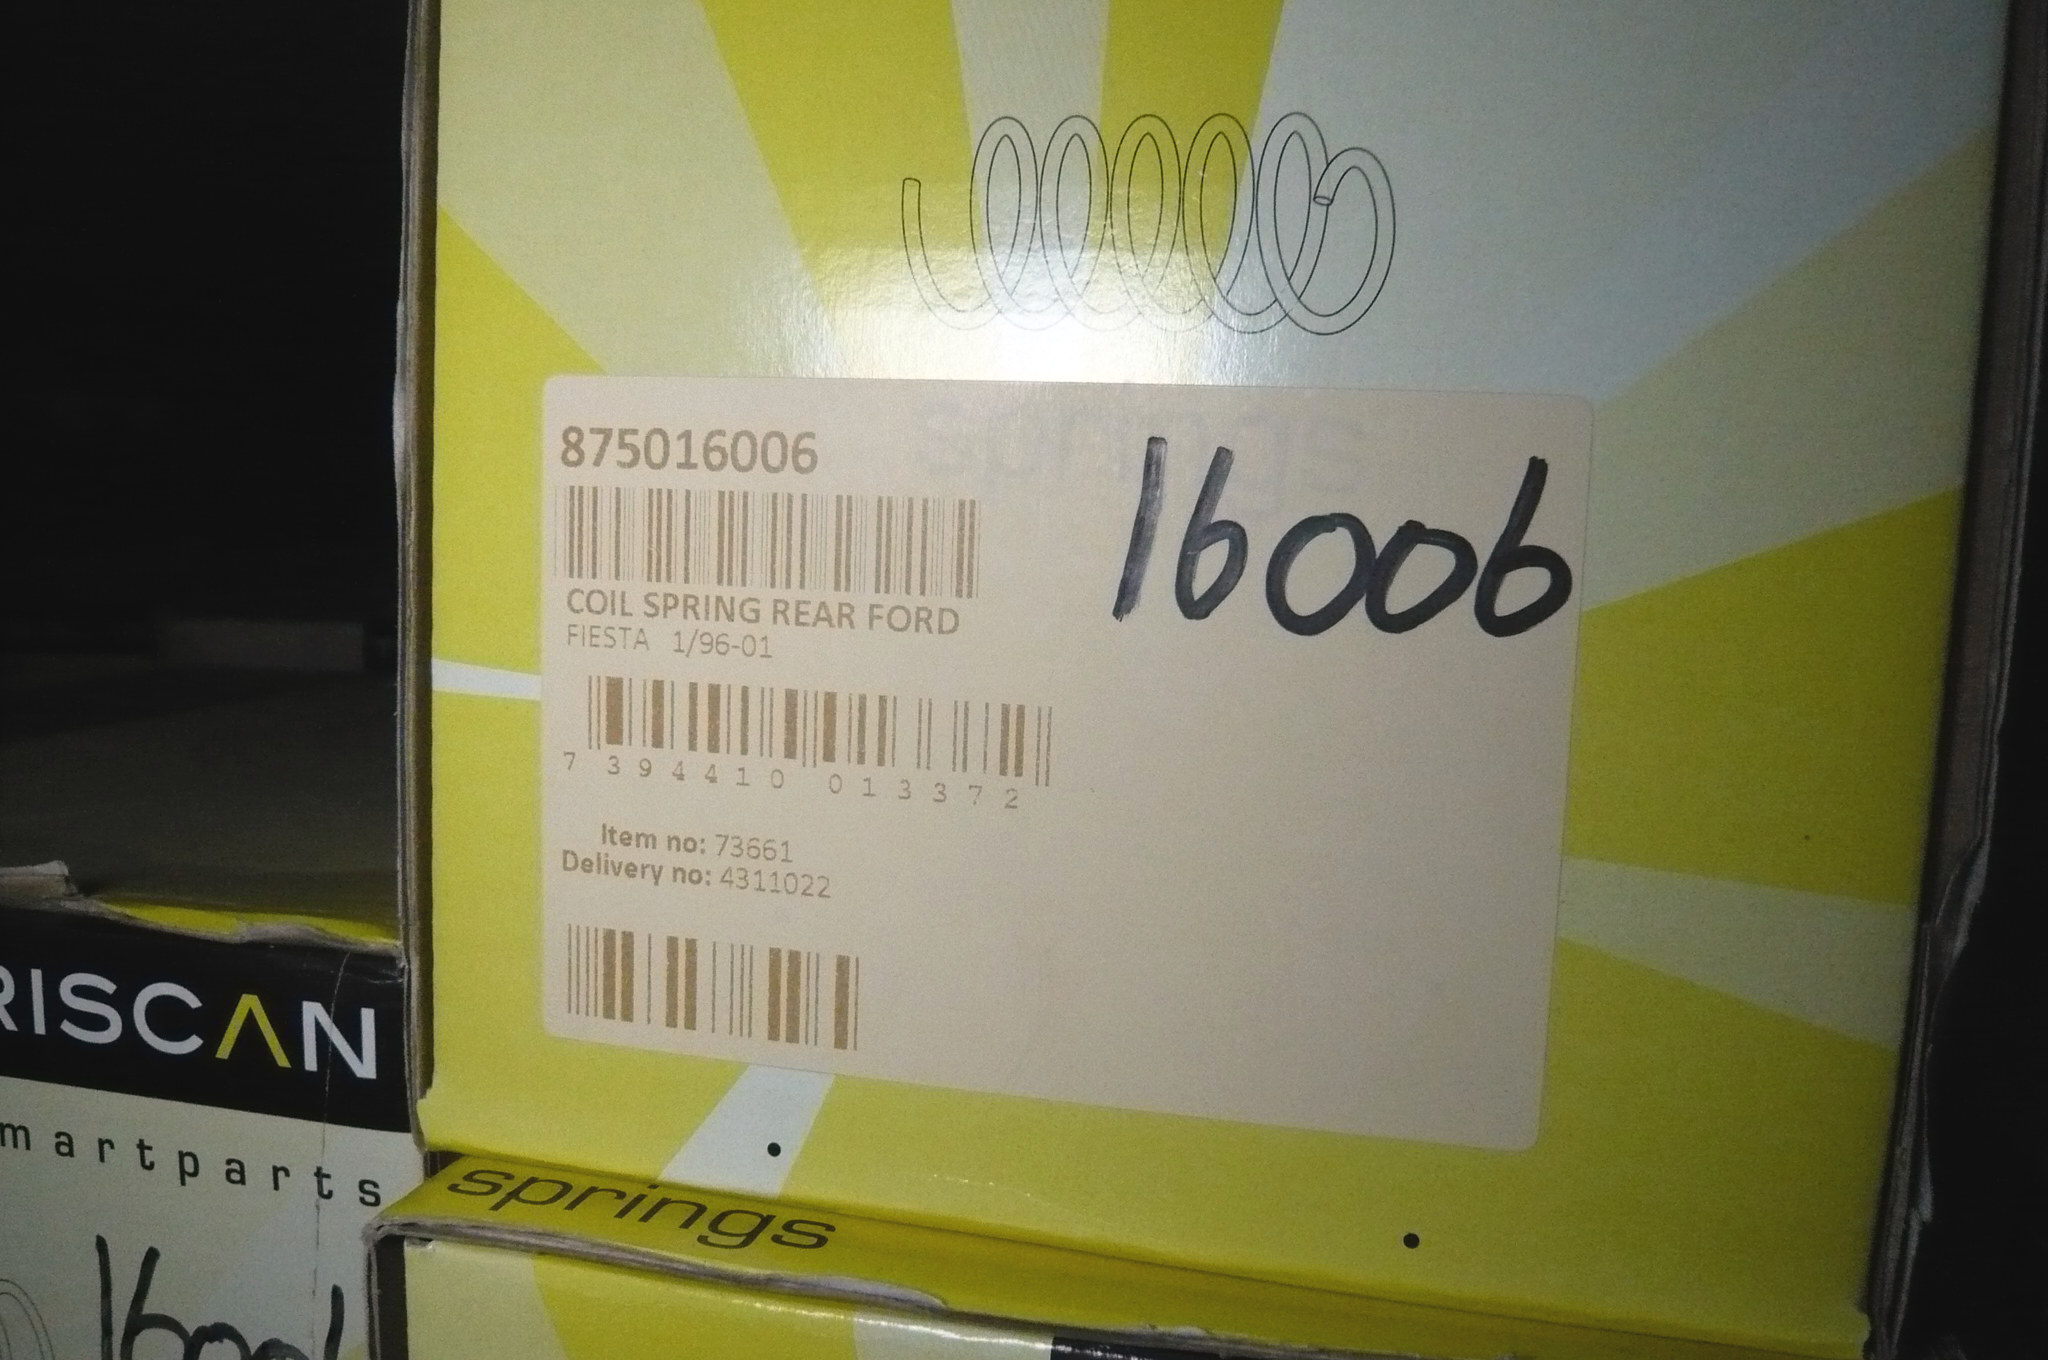 875016006
16006
COIL SPRING REAR FORD
FIESTA 1/96-01
7 394410 013372
Item no: 73661
Delivery no: 4311022
RISCAN
martparts
springs